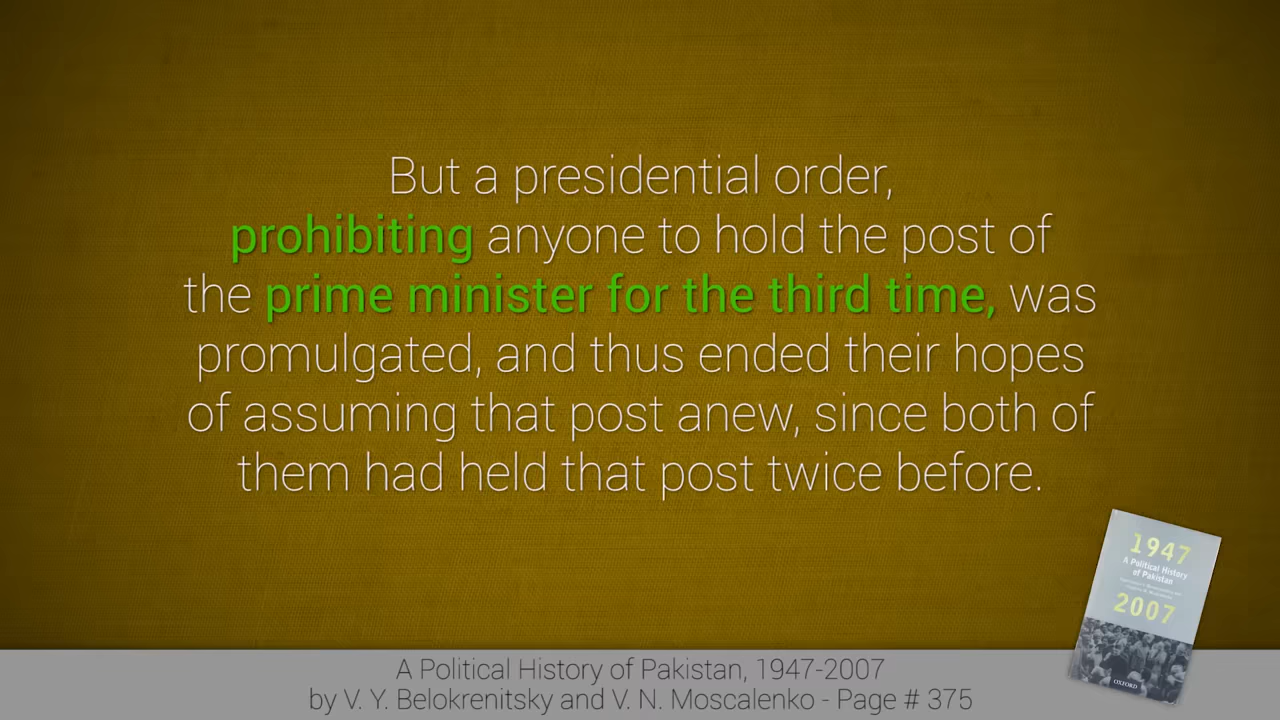 But a presidential order,
prohibiting anyone to hold the post of
the prime minister for the third time, was
promulgated, and thus ended their hopes
of assuming that post anew, since both of
them had held that post twice before.
1947
A Political History
of Pakistan
2007
OXFORD
A Political History of Pakistan, 1947-2007
by V. Y. Belokrenitsky and V. N. Moscalenko - Page # 375